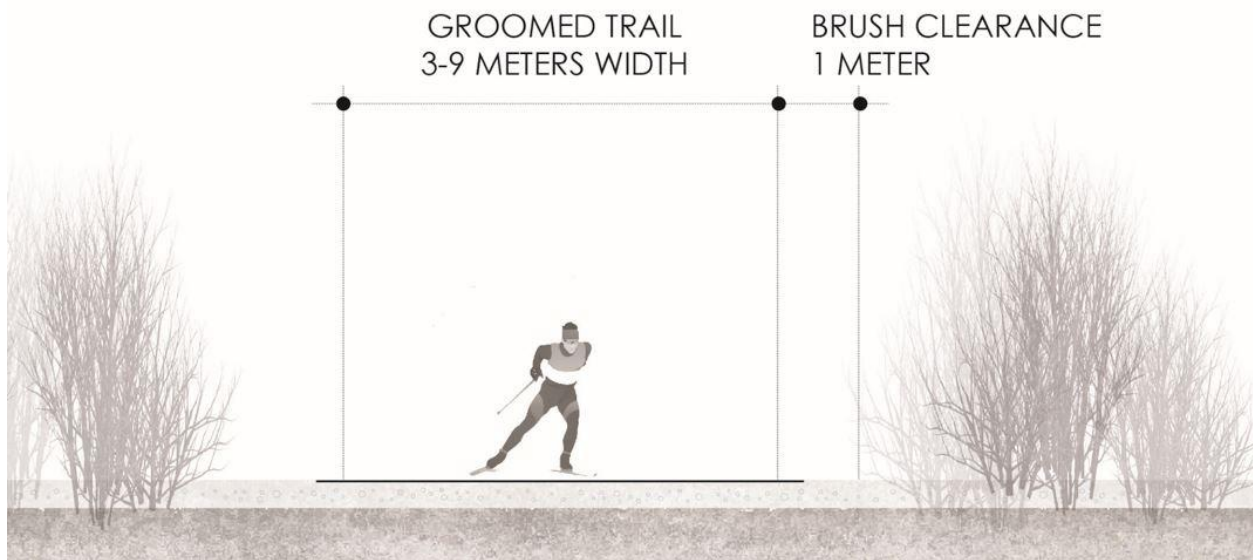 GROOMED TRAIL
3-9 METERS WIDTH
BRUSH CLEARANCE
1 METER